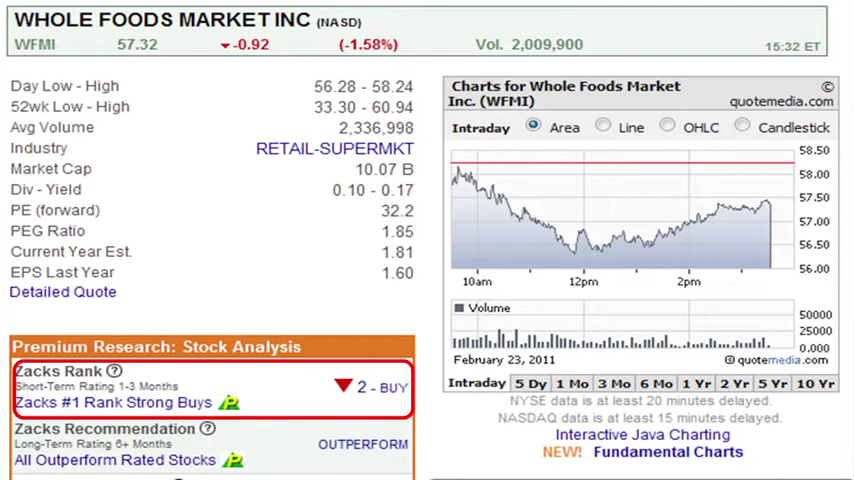 WHOLE FOODS MARKET INC (NASD)
WFMI 57.32 -0.92 (-1.58%) Vol. 2,009,900 15:32 ET
Day Low - High 56.28 - 58.24
52wk Low - High 33.30 - 60.94
Avg Volume 2,336,998
Industry RETAIL-SUPERMKT
Market Cap 10.07 B
Div - Yield 0.10 - 0.17
PE (forward) 32.2
PEG Ratio 1.85
Current Year Est. 1.81
EPS Last Year 1.60
Detailed Quote
Premium Research: Stock Analysis
Zacks Rank ?
Short-Term Rating 1-3 Months
2 - BUY
Zacks #1 Rank Strong Buys
Zacks Recommendation ?
Long-Term Rating 6+ Months
OUTPERFORM
All Outperform Rated Stocks
Charts for Whole Foods Market ©
Inc. (WFMI) quotemedia.com
Intraday Area Line OHLC Candlestick
58.50
58.00
57.50
57.00
56.50
56.00
10am 12pm 2pm
Volume
50000
25000
0.000
February 23, 2011 © quotemedia.com
Intraday 5 Dy 1 Mo 3 Mo 1 Yr 2 Yr 5 Yr 10 Yr
NYSE data is at least 20 minutes delayed.
NASDAQ data is at least 15 minutes delayed.
Interactive Java Charting
NEW! Fundamental Charts